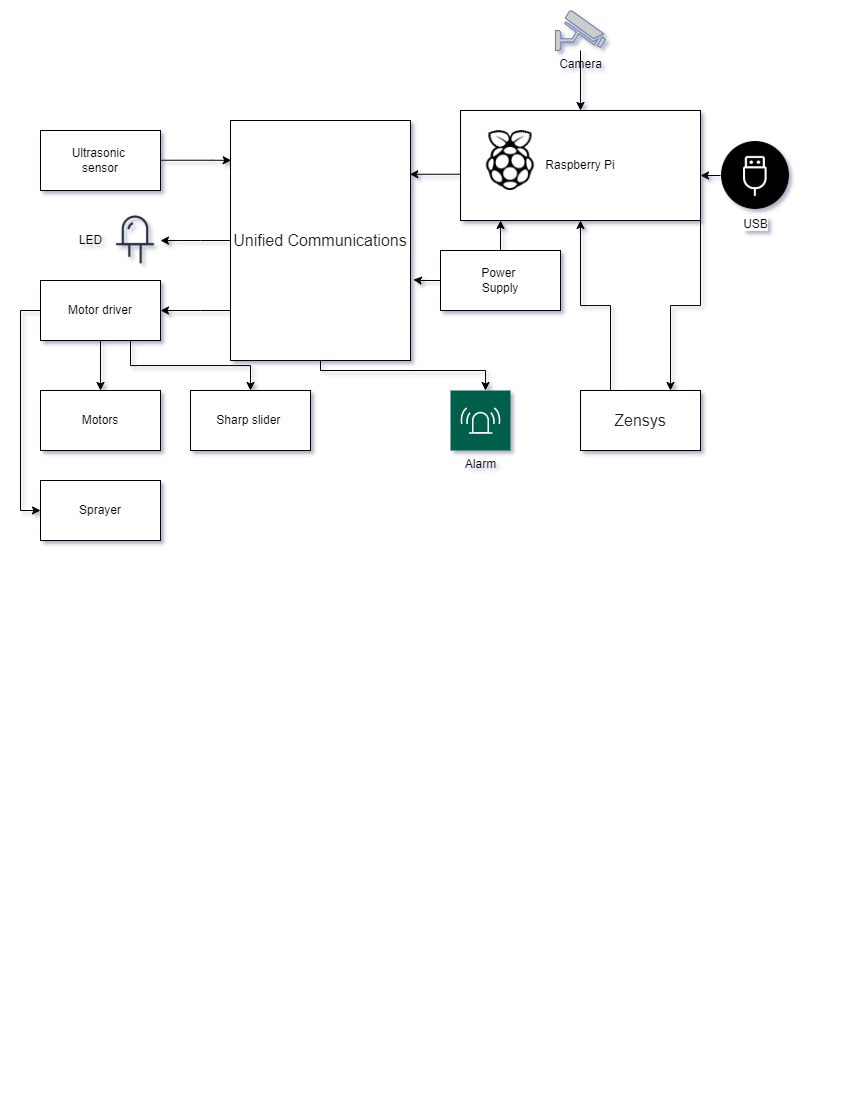 Camera
Ultrasonic
sensor
Raspberry Pi
USB
LED
Unified Communications
Power
Supply
Motor driver
Motors
Sharp slider
Zensys
Alarm
Sprayer